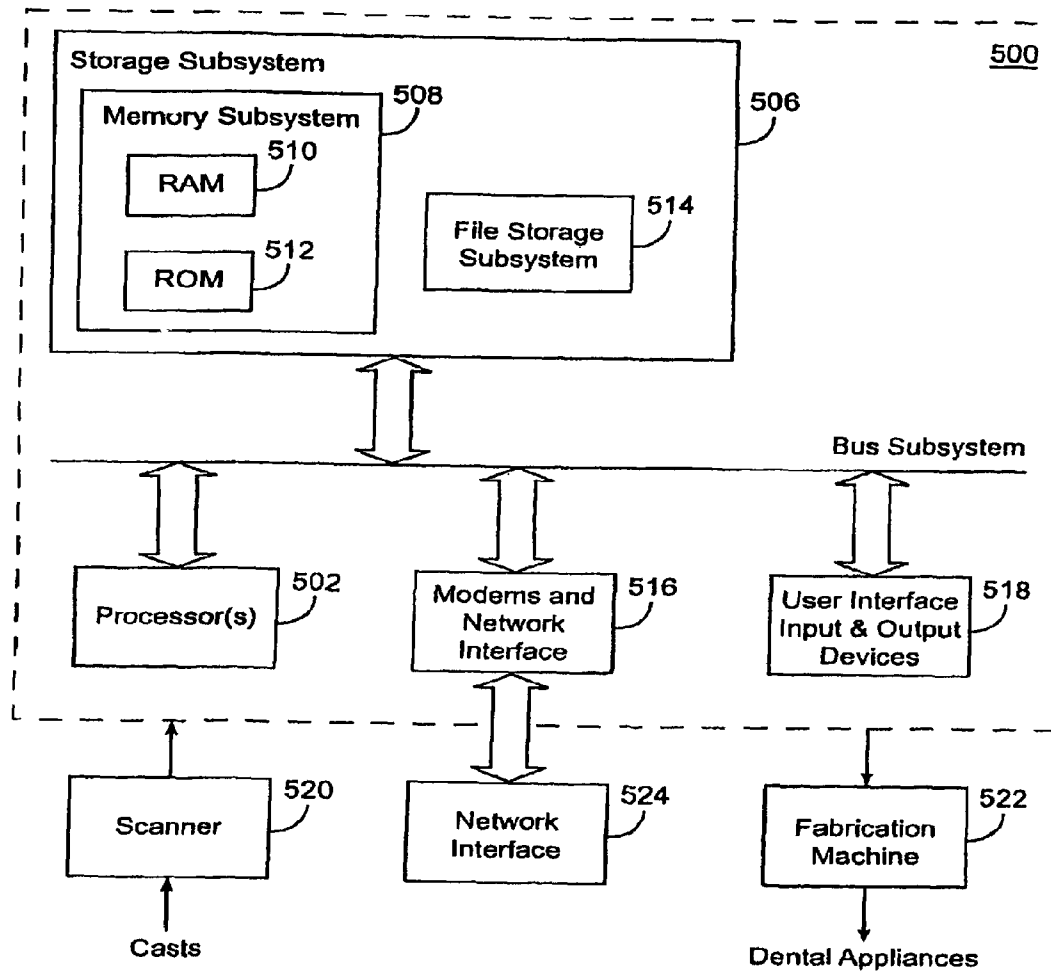 500
Storage Subsystem
508
506
Memory Subsystem
510
RAM
514
File Storage
Subsystem
512
ROM
Bus Subsystem
502
Processor(s)
516
Modems and
Network
Interface
518
User Interface
Input & Output
Devices
520
Scanner
524
Network
Interface
522
Fabrication
Machine
Casts
Dental Appliances